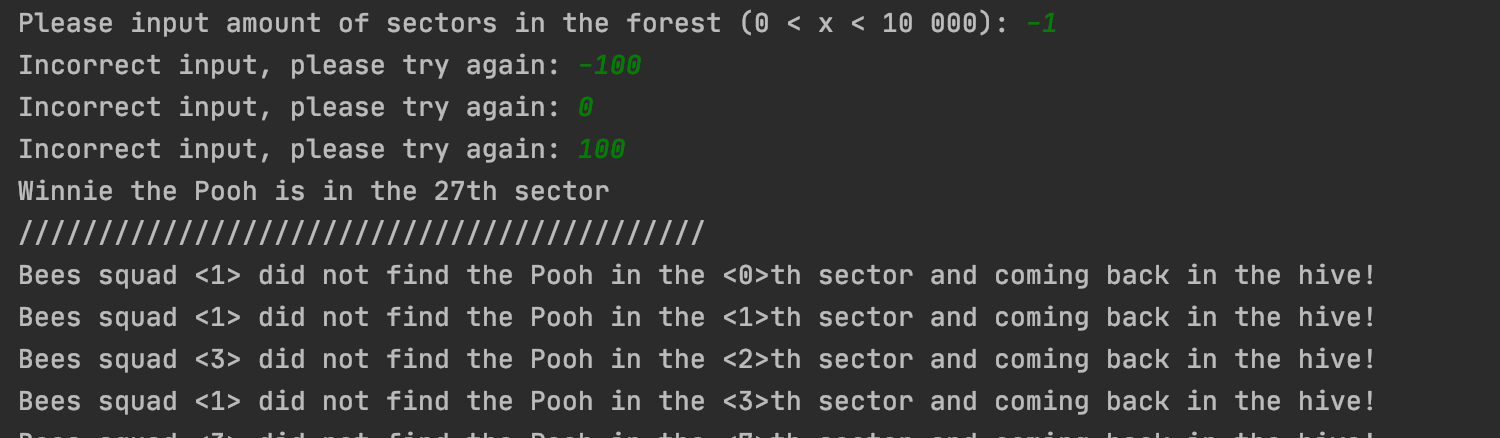 Please input amount of sectors in the forest (0 < x < 10 000): -1
Incorrect input, please try again: -100
Incorrect input, please try again: 0
Incorrect input, please try again: 100
Winnie the Pooh is in the 27th sector
///////////////////////////////////////////
Bees squad <1> did not find the Pooh in the <0>th sector and coming back in the hive!
Bees squad <1> did not find the Pooh in the <1>th sector and coming back in the hive!
Bees squad <3> did not find the Pooh in the <2>th sector and coming back in the hive!
Bees squad <1> did not find the Pooh in the <3>th sector and coming back in the hive!